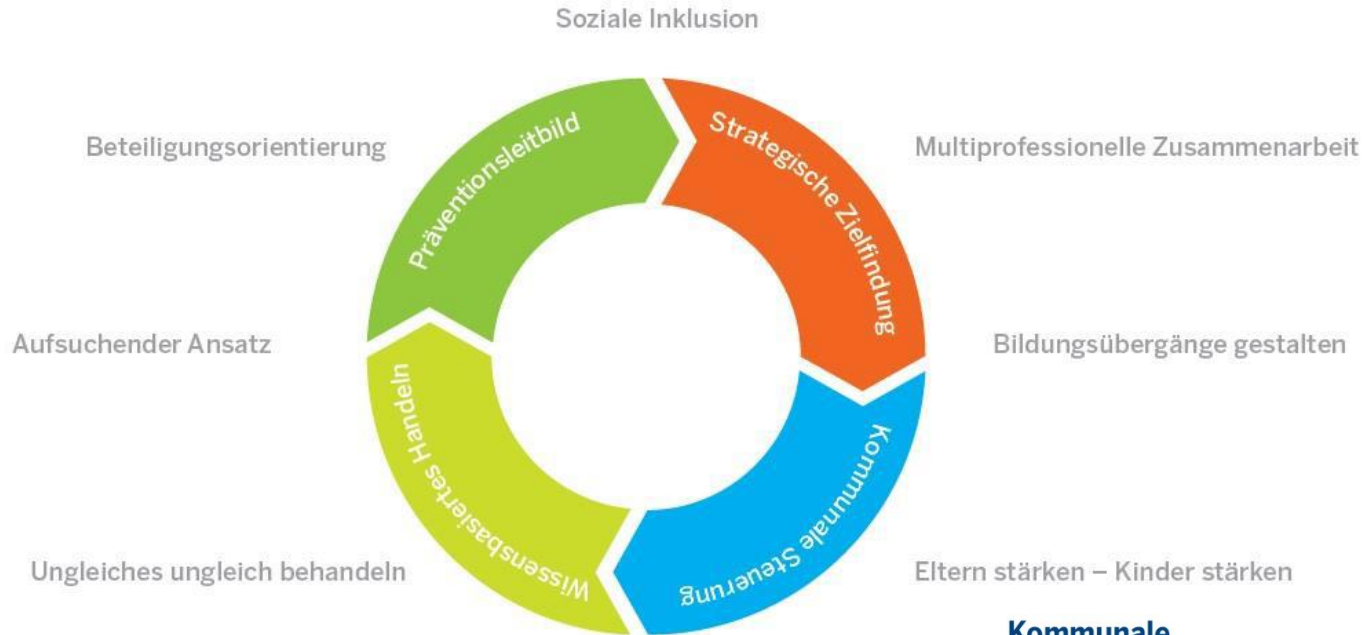 Soziale Inklusion
Beteiligungsorientierung
Präventionsleitbild
Strategische Zielfindung
Multiprofessionelle Zusammenarbeit
Aufsuchender Ansatz
Bildungsübergänge gestalten
Wissensbasiertes Handeln
Kommunale Steuerung
Ungleiches ungleich behandeln
Eltern stärken – Kinder stärken
Kommunale